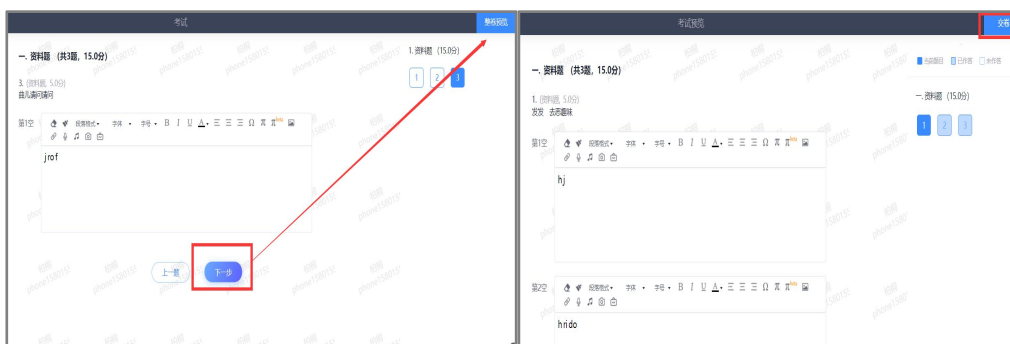 考试
整卷预览
一. 资料题 (共3题, 15.0分)
3. (资料题, 5.0分)
曲儿请问请问
第1空
段落格式 字体 字号 B I U A Ω π
jrof
上一题
下一步
1. 资料题 (15.0分)
1 2 3
考试预览
交卷
一. 资料题 (共3题, 15.0分)
1. (资料题, 5.0分)
发发 去恶趣味
第1空
段落格式 字体 字号 B I U A Ω π
hj
第2空
段落格式 字体 字号 B I U A Ω π
hrido
当前题目 已作答 未作答
一. 资料题 (15.0分)
1 2 3